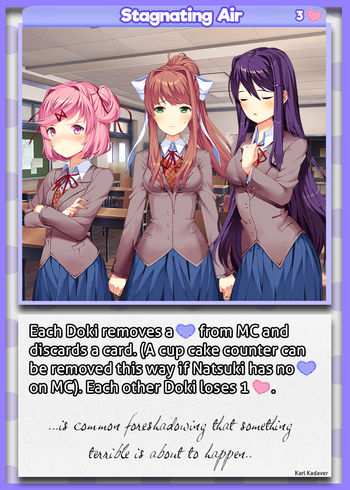 Stagnating Air
3
Each Doki removes a from MC and
discards a card. (A cup cake counter can
be removed this way if Natsuki has no
on MC). Each other Doki loses 1 .
...is common foreshadowing that something
terrible is about to happen..
Karl Kadaver